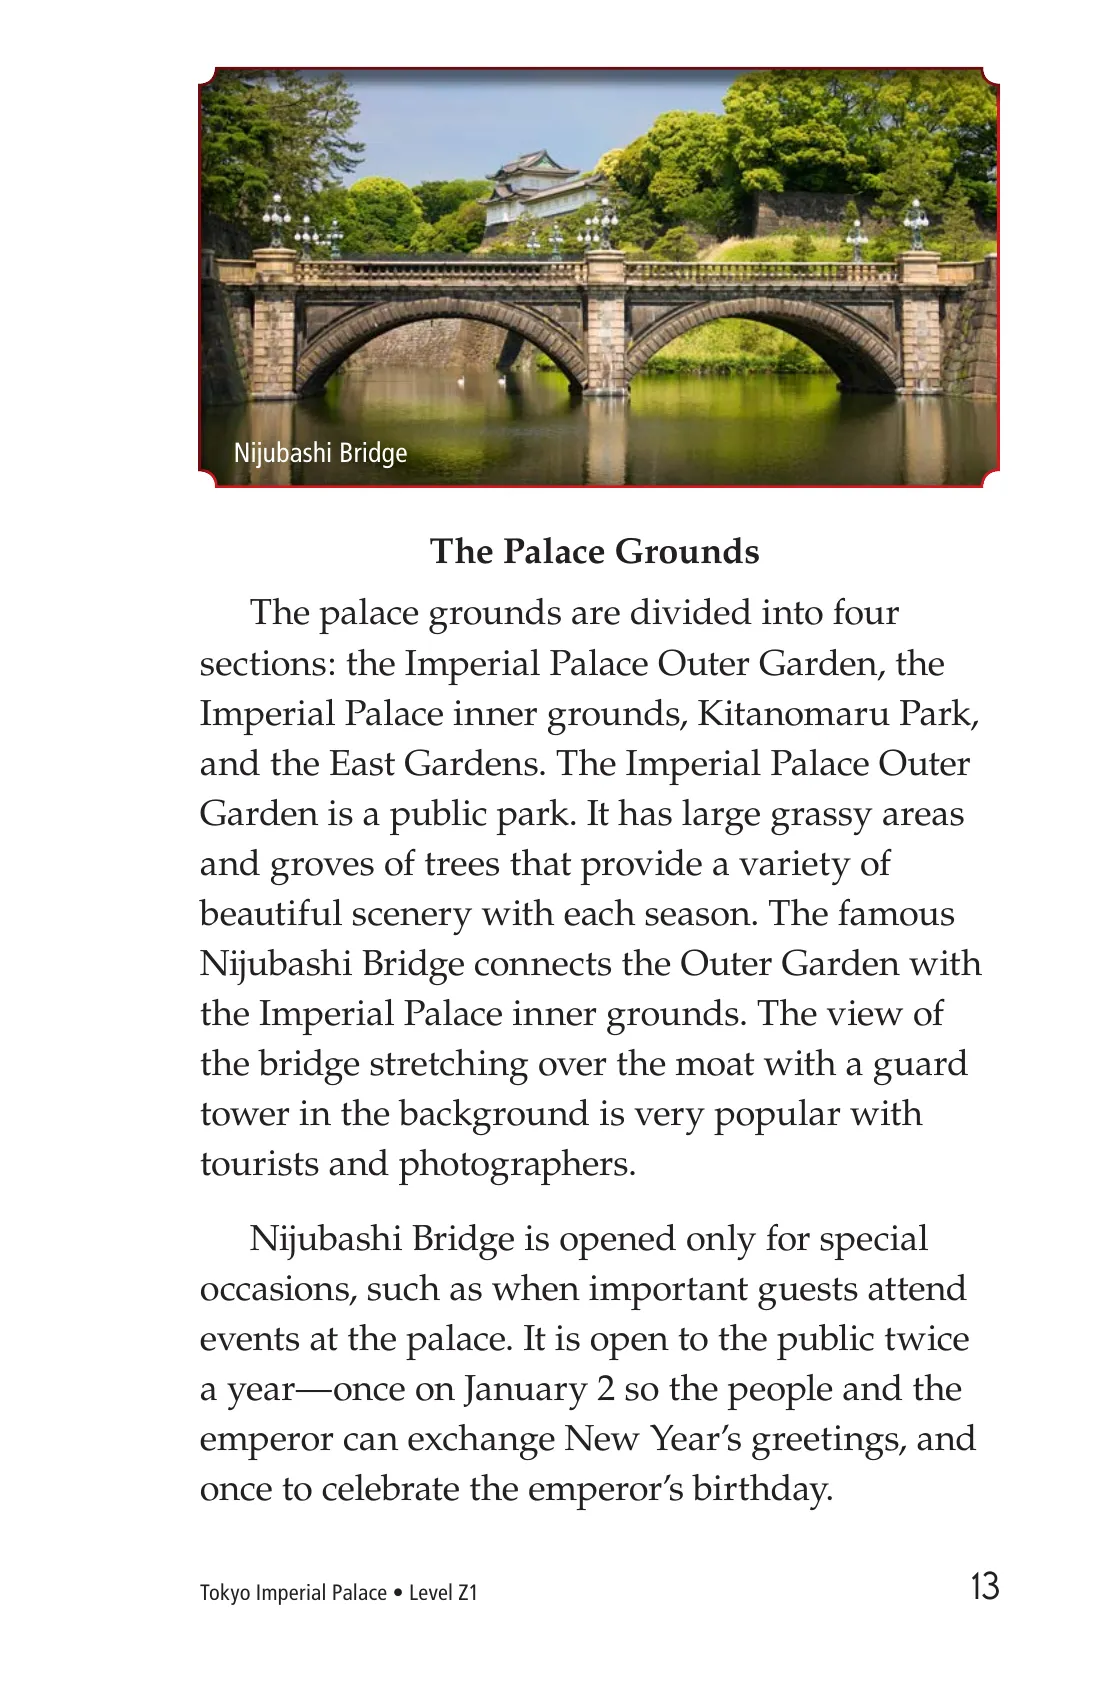 Nijubashi Bridge
The Palace Grounds
The palace grounds are divided into four
sections: the Imperial Palace Outer Garden, the
Imperial Palace inner grounds, Kitanomaru Park,
and the East Gardens. The Imperial Palace Outer
Garden is a public park. It has large grassy areas
and groves of trees that provide a variety of
beautiful scenery with each season. The famous
Nijubashi Bridge connects the Outer Garden with
the Imperial Palace inner grounds. The view of
the bridge stretching over the moat with a guard
tower in the background is very popular with
tourists and photographers.
Nijubashi Bridge is opened only for special
occasions, such as when important guests attend
events at the palace. It is open to the public twice
a year—once on January 2 so the people and the
emperor can exchange New Year’s greetings, and
once to celebrate the emperor’s birthday.
Tokyo Imperial Palace • Level Z1
13